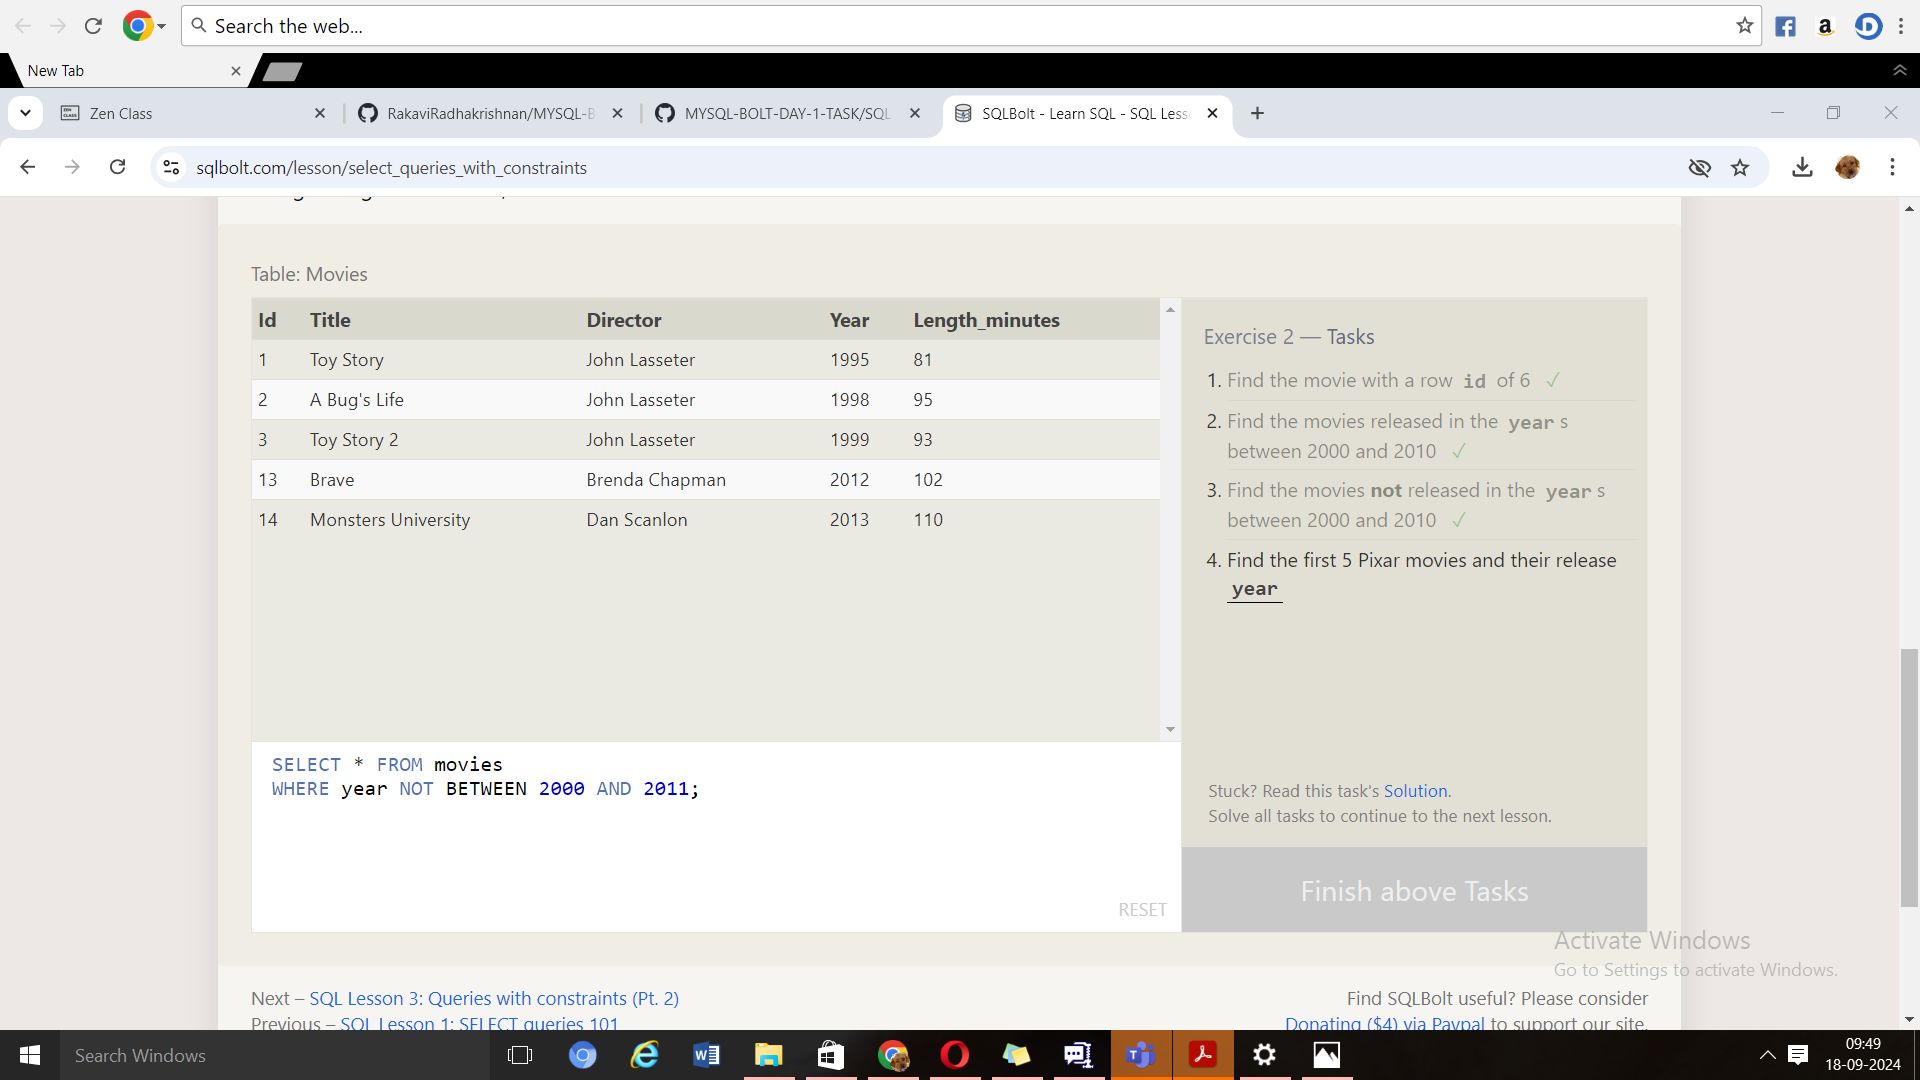 Search the web...
New Tab
Zen Class
RakaviRadhakrishnan/MYSQL-B
MYSQL-BOLT-DAY-1-TASK/SQL
SQLBolt - Learn SQL - SQL Less
sqlbolt.com/lesson/select_queries_with_constraints
Table: Movies
Id Title Director Year Length_minutes
1 Toy Story John Lasseter 1995 81
2 A Bug's Life John Lasseter 1998 95
3 Toy Story 2 John Lasseter 1999 93
13 Brave Brenda Chapman 2012 102
14 Monsters University Dan Scanlon 2013 110
SELECT * FROM movies
WHERE year NOT BETWEEN 2000 AND 2011;
RESET
Exercise 2 — Tasks
1. Find the movie with a row id of 6 ✓
2. Find the movies released in the year s
between 2000 and 2010 ✓
3. Find the movies not released in the year s
between 2000 and 2010 ✓
4. Find the first 5 Pixar movies and their release
year
Stuck? Read this task's Solution.
Solve all tasks to continue to the next lesson.
Finish above Tasks
Activate Windows
Go to Settings to activate Windows.
Next – SQL Lesson 3: Queries with constraints (Pt. 2)
Previous – SQL Lesson 1: SELECT queries 101
Find SQLBolt useful? Please consider
Donating ($4) via Paypal to support our site.
Search Windows
09:49
18-09-2024